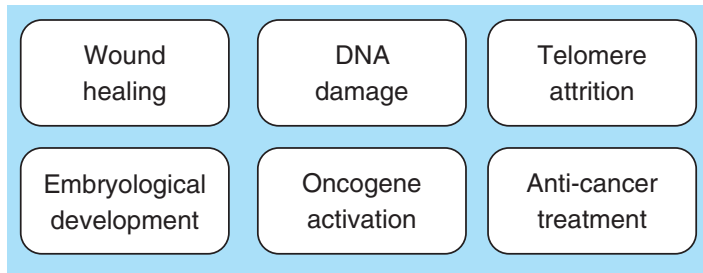 Wound
healing
DNA
damage
Telomere
attrition
Embryological
development
Oncogene
activation
Anti-cancer
treatment